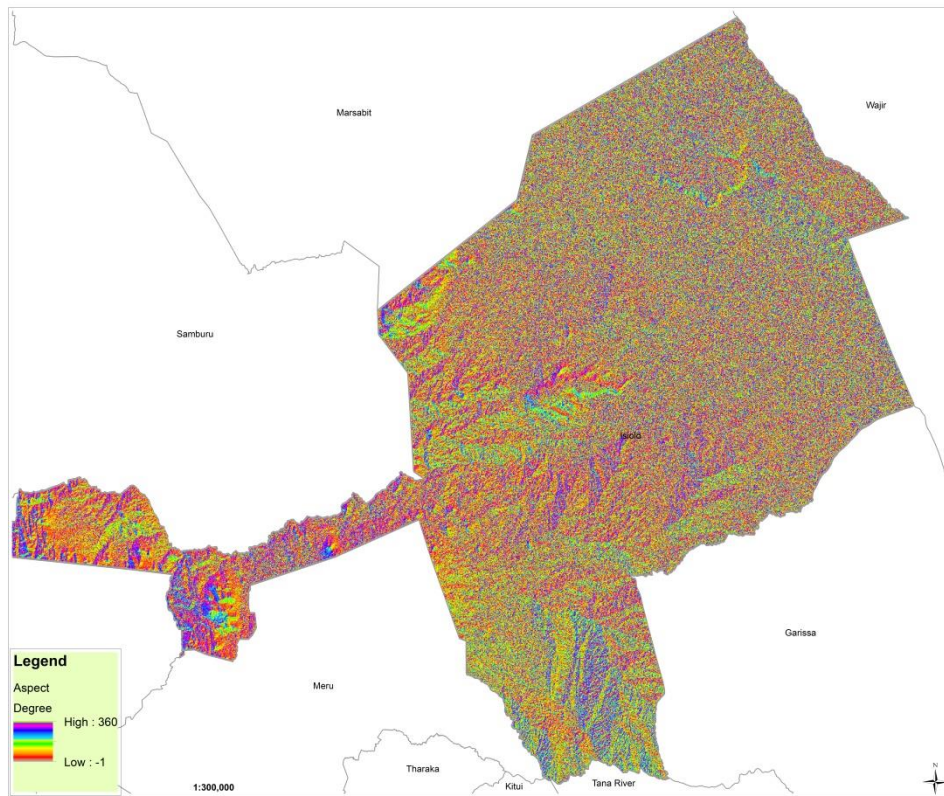 Marsabit
Wajir
Samburu
Isiolo
Garissa
Meru
Tharaka
Kitui
Tana River
Legend
Aspect
Degree
High : 360
Low : -1
1:300,000
N